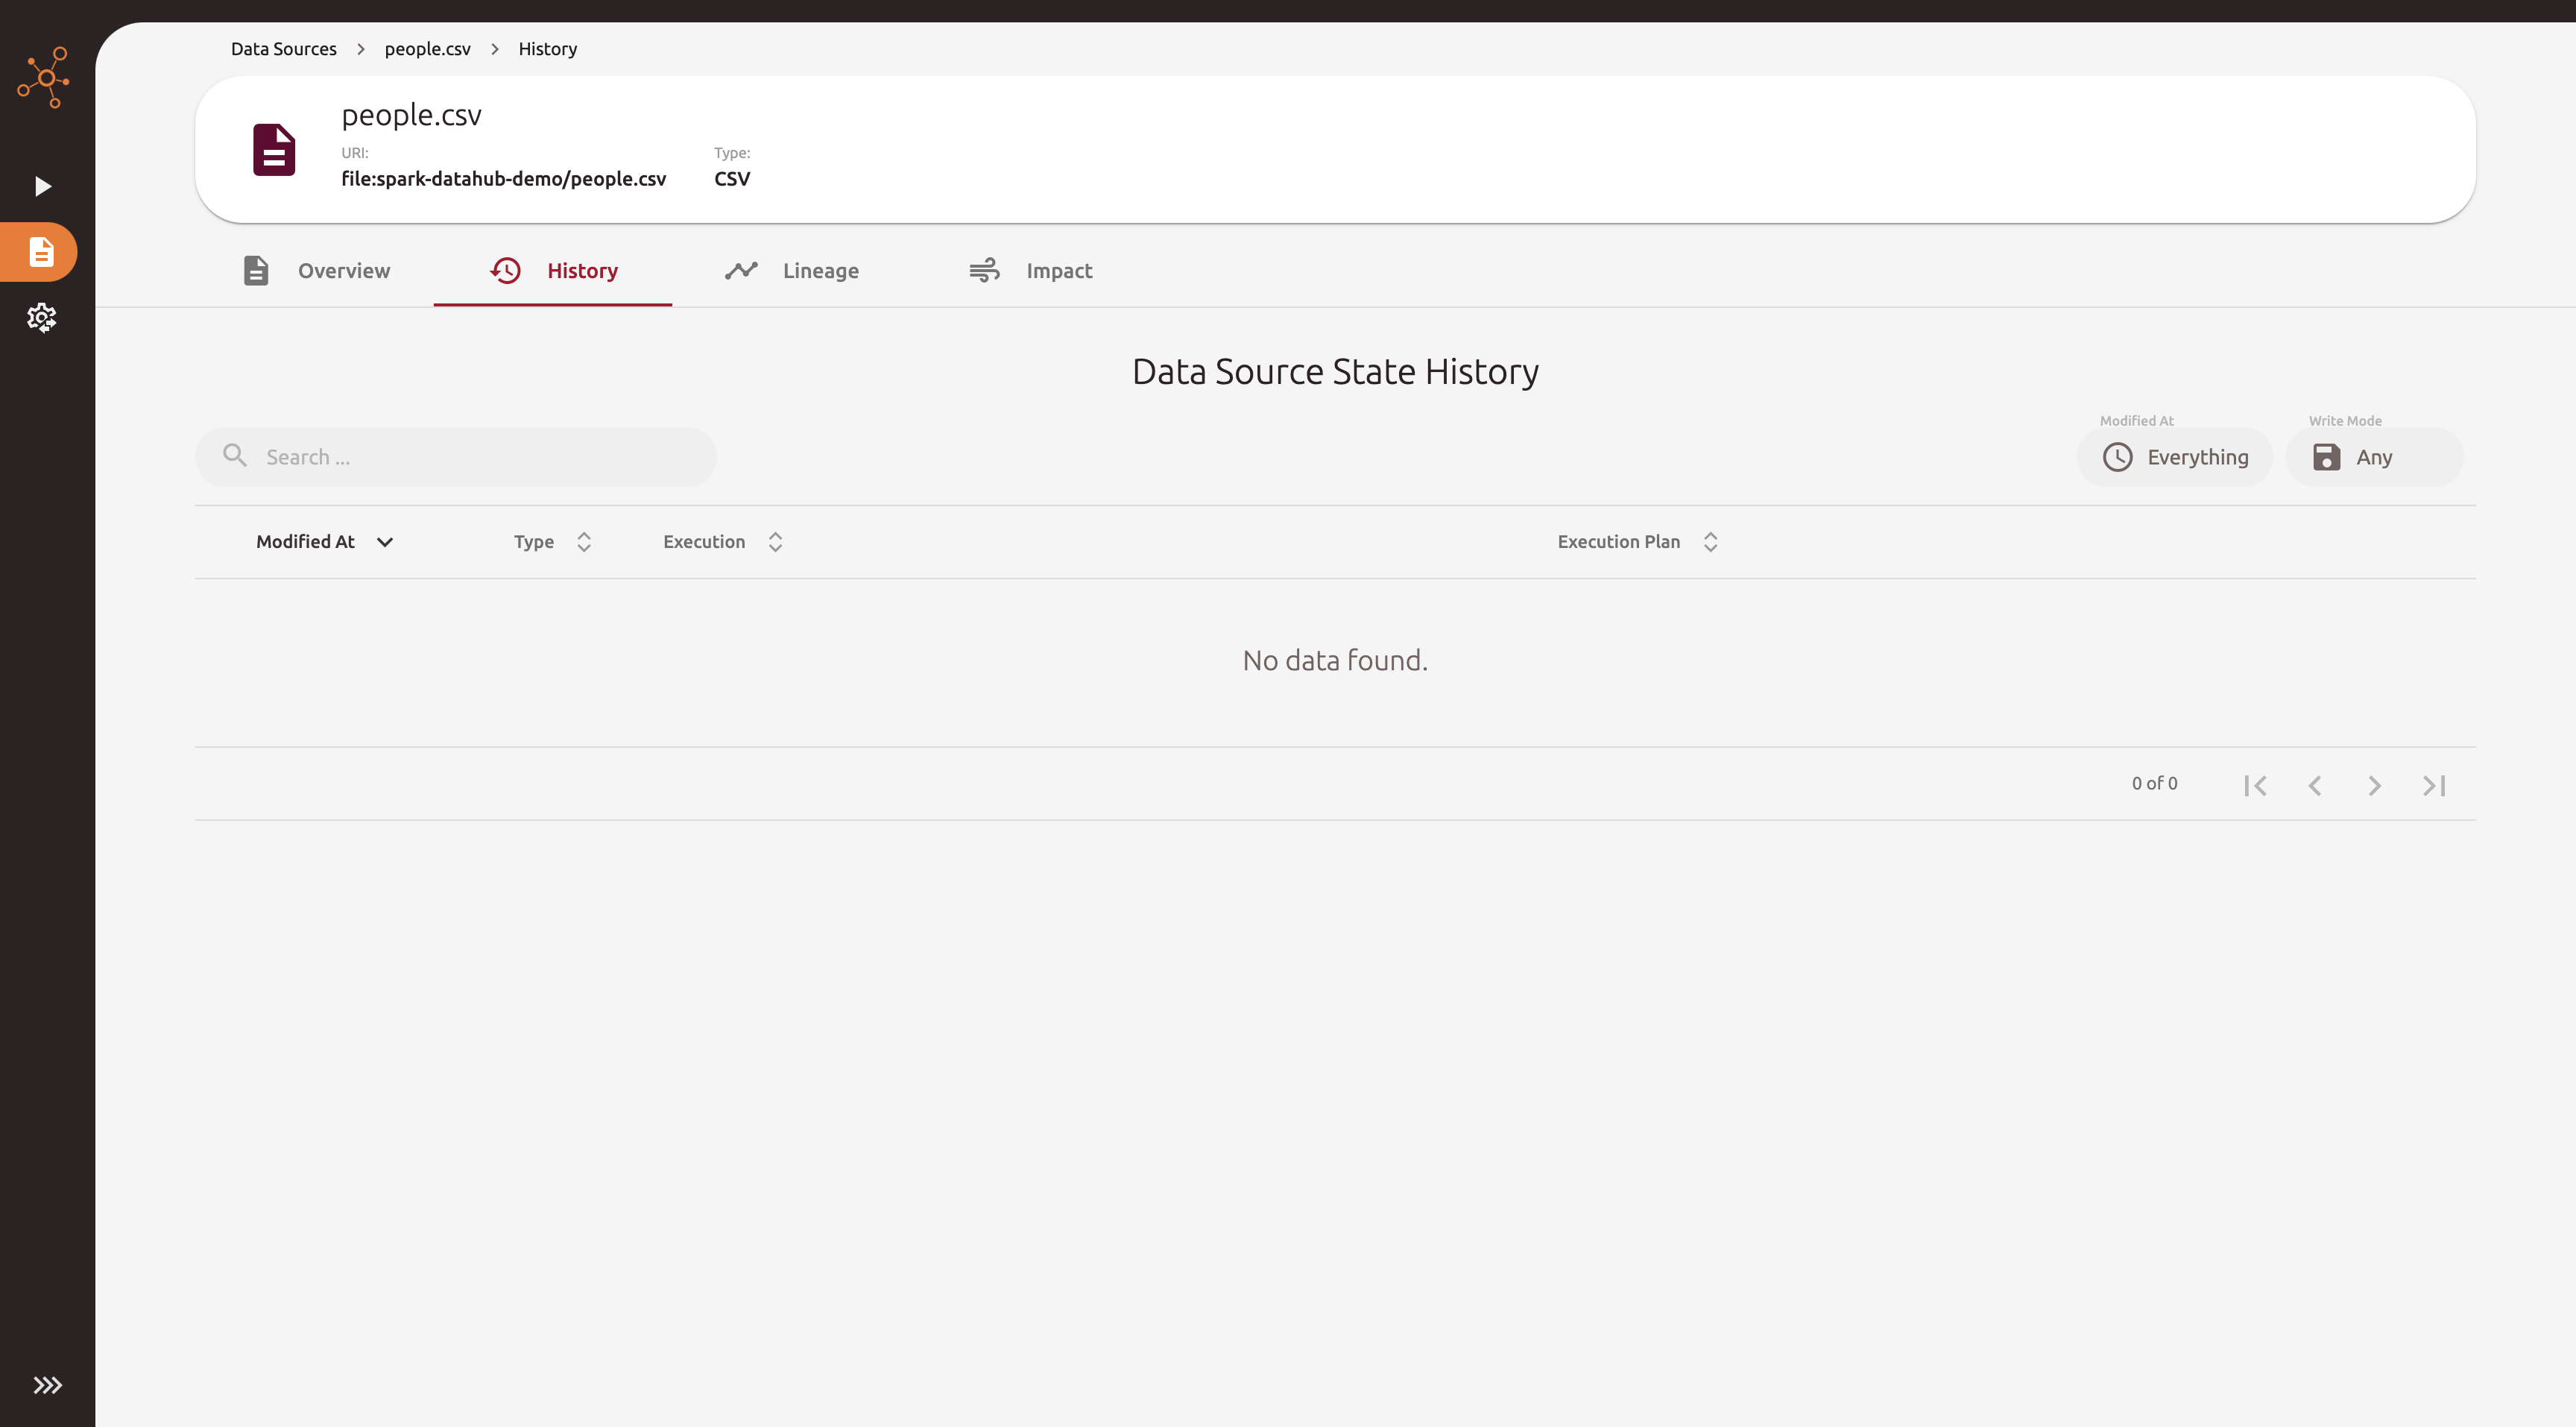 Data Sources > people.csv > History
people.csv
URI:
file:spark-datahub-demo/people.csv
Type:
CSV
Overview
History
Lineage
Impact
Data Source State History
Search ...
Modified At
Everything
Write Mode
Any
Modified At
Type
Execution
Execution Plan
No data found.
0 of 0